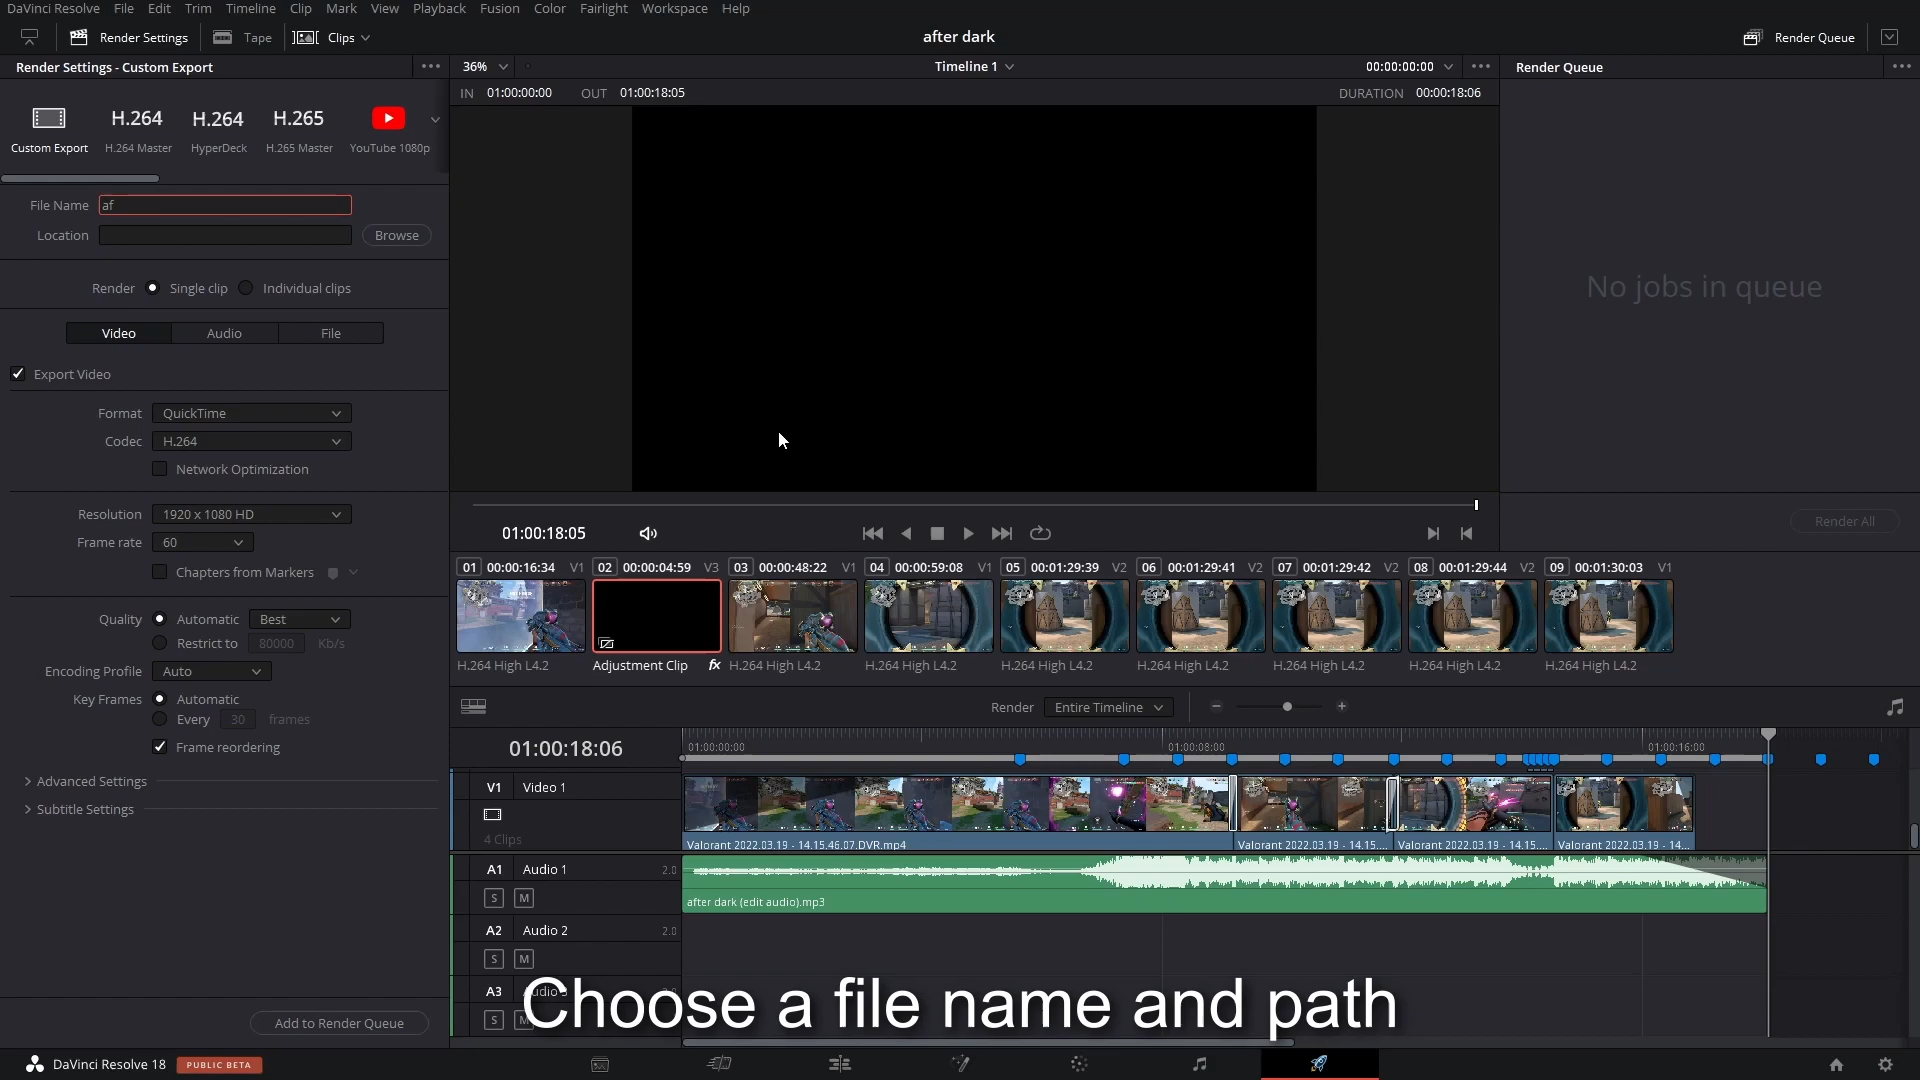 DaVinci Resolve File Edit Trim Timeline Clip Mark View Playback Fusion Color Fairlight Workspace Help
Render Settings Tape Clips after dark Render Queue
Render Settings - Custom Export 36% Timeline 1 00:00:00:00 Render Queue
IN 01:00:00:00 OUT 01:00:18:05 DURATION 00:00:18:06
H.264 H.264 H.265
Custom Export H.264 Master HyperDeck H.265 Master YouTube 1080p
File Name af
Location Browse
Render Single clip Individual clips
No jobs in queue
Video Audio File
Export Video
Format QuickTime
Codec H.264
Network Optimization
Resolution 1920 x 1080 HD
Render All
01:00:18:05
Frame rate 60
Chapters from Markers
01 00:00:16:34 V1 02 00:00:04:59 V3 03 00:00:48:22 V1 04 00:00:59:08 V1 05 00:01:29:39 V2 06 00:01:29:41 V2 07 00:01:29:42 V2 08 00:01:29:44 V2 09 00:01:30:03 V1
Quality Automatic Best
Restrict to 80000 Kb/s
H.264 High L4.2 Adjustment Clip fx H.264 High L4.2 H.264 High L4.2 H.264 High L4.2 H.264 High L4.2 H.264 High L4.2 H.264 High L4.2 H.264 High L4.2
Encoding Profile Auto
Key Frames Automatic
Every 30 frames
Render Entire Timeline
Frame reordering
01:00:18:06 01:00:00:00 01:00:08:00 01:00:16:00
Advanced Settings
Subtitle Settings
V1 Video 1
4 Clips
Valorant 2022.03.19 - 14.15.46.07.DVR.mp4 Valorant 2022.03.19 - 14.15.... Valorant 2022.03.19 - 14.15.... Valorant 2022.03.19 - 14...
A1 Audio 1 2.0
S M
after dark (edit audio).mp3
A2 Audio 2 2.0
S M
A3 Audio 3
S M
Choose a file name and path
Add to Render Queue
DaVinci Resolve 18 PUBLIC BETA